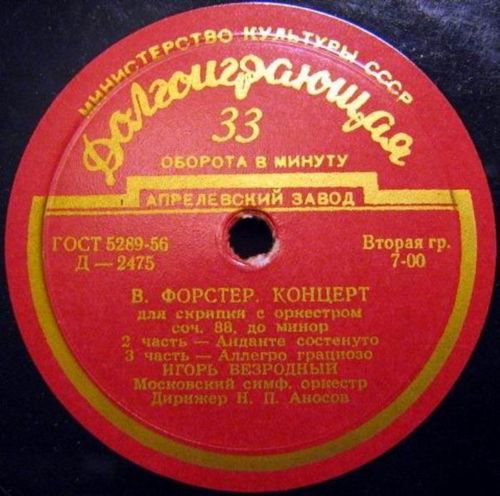 МИНИСТЕРСТВО КУЛЬТУРЫ СССР
Долгоиграющая
33
ОБОРОТА В МИНУТУ
АПРЕЛЕВСКИЙ ЗАВОД
ГОСТ 5289-56
Д — 2475
Вторая гр.
7-00
В. ФОРСТЕР. КОНЦЕРТ
для скрипки с оркестром
соч. 88, до минор
2 часть — Анданте состенуто
3 часть — Аллегро грациозо
ИГОРЬ БЕЗРОДНЫЙ
Московский симф. оркестр
Дирижер Н. П. Аносов